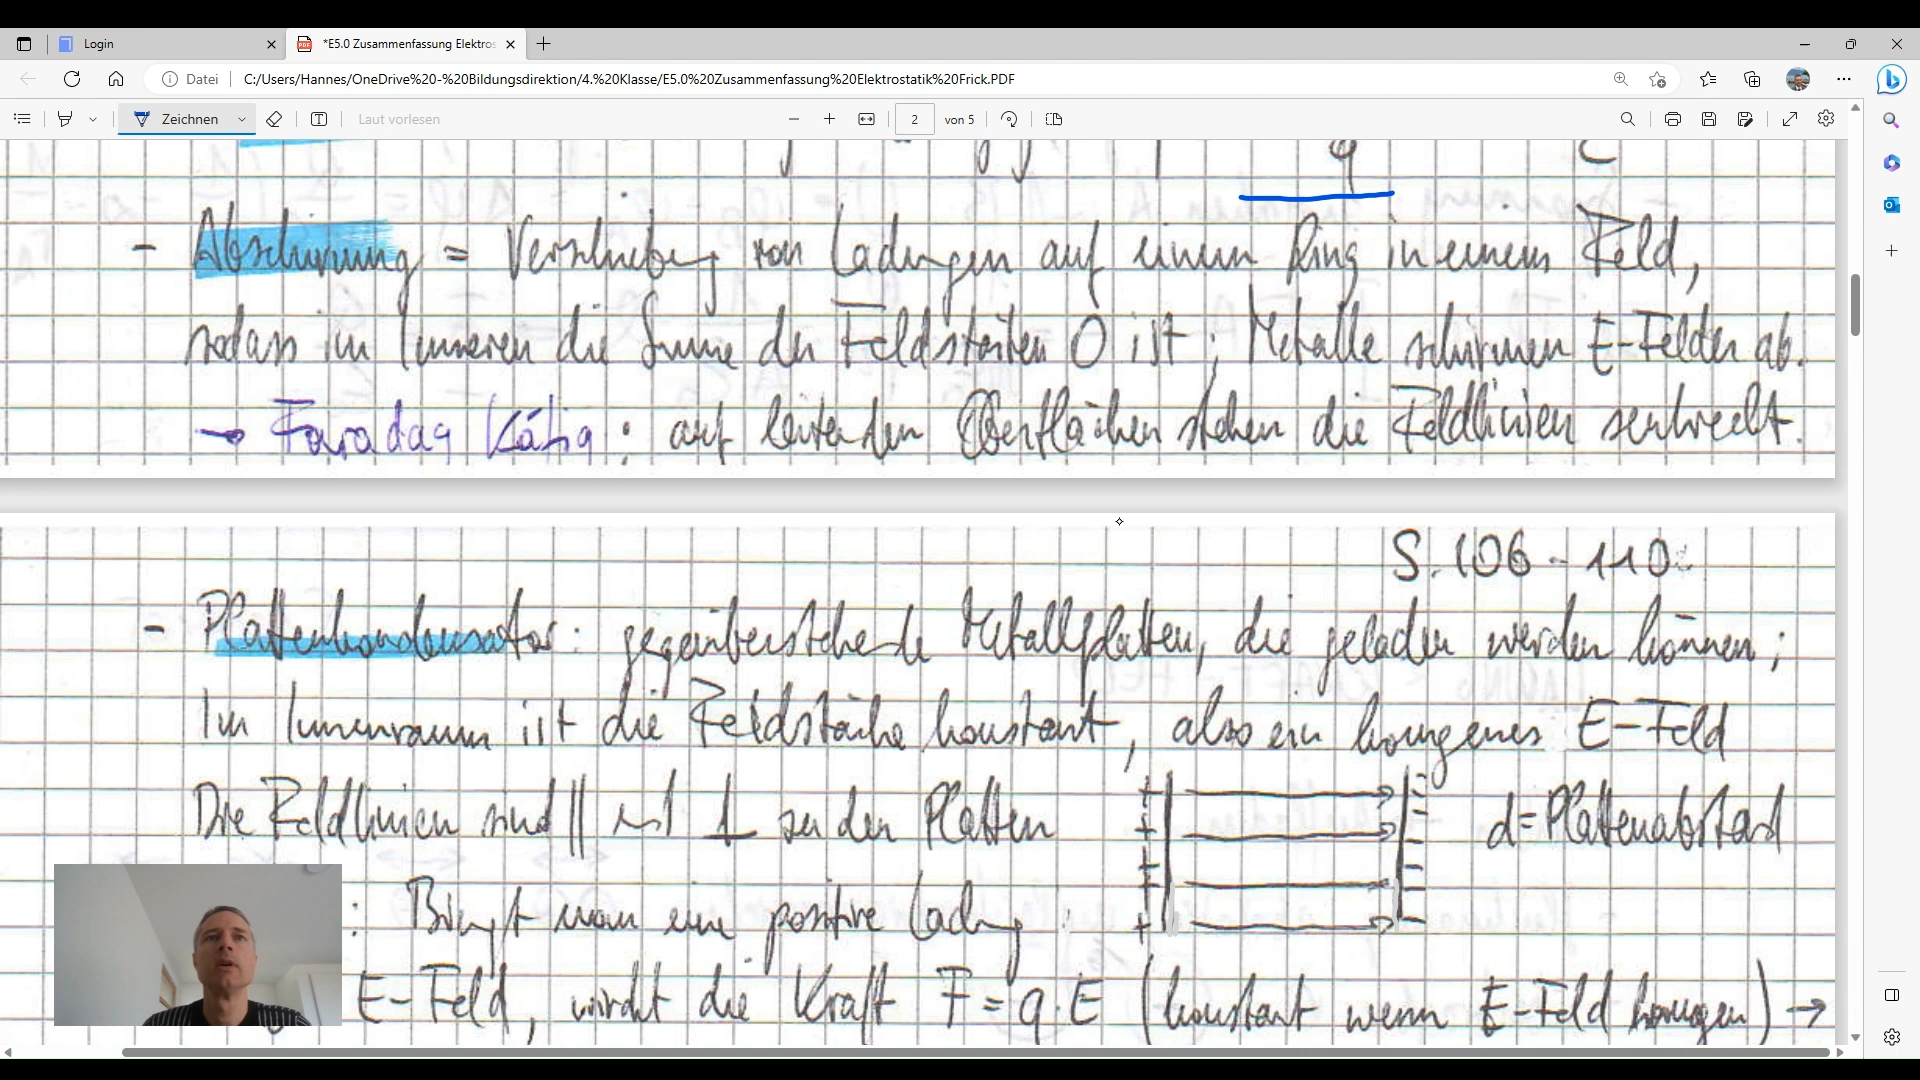 Login
*E5.0 Zusammenfassung Elektros
Datei
C:/Users/Hannes/OneDrive%20-%20Bildungsdirektion/4.%20Klasse/E5.0%20Zusammenfassung%20Elektrostatik%20Frick.PDF
Zeichnen
Laut vorlesen
2
von 5
- Abschirmung = Verschiebung von Ladungen auf einem Ring in einem Feld,
sodass im Inneren die Summe der Feldstärken 0 ist; Metalle schirmen E-Felder ab.
→ Faraday Käfig: auf leitenden Oberflächen stehen die Feldlinien senkrecht.
S. 106 - 110
- Plattenkondensator: gegenüberstehende Metallplatten, die geladen werden können;
Im Innenraum ist die Feldstärke konstant, also ein homogenes E-Feld
Die Feldlinien sind || und ⊥ zu den Platten
d = Plattenabstand
: Bringt man eine positive Ladung
E-Feld, wirkt die Kraft F = q · E (konstant wenn E-Feld homogen) →